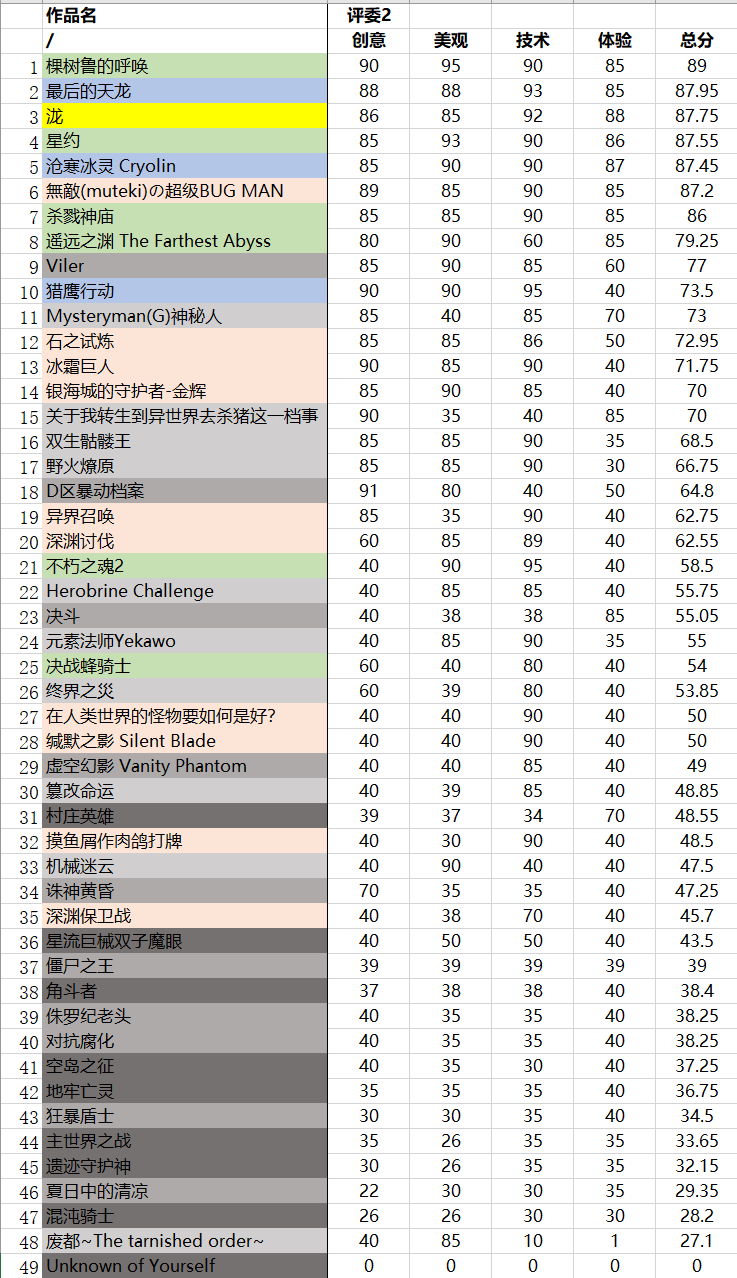 作品名 评委2
/ 创意 美观 技术 体验 总分
1 棵树鲁的呼唤 90 95 90 85 89
2 最后的天龙 88 88 93 85 87.95
3 泷 86 85 92 88 87.75
4 星约 85 93 90 86 87.55
5 沧寒冰灵 Cryolin 85 90 90 87 87.45
6 無敵(muteki)の超级BUG MAN 89 85 90 85 87.2
7 杀戮神庙 85 85 90 85 86
8 遥远之渊 The Farthest Abyss 80 90 60 85 79.25
9 Viler 85 90 85 60 77
10 猎鹰行动 90 90 95 40 73.5
11 Mysteryman(G)神秘人 85 40 85 70 73
12 石之试炼 85 85 86 50 72.95
13 冰霜巨人 90 85 90 40 71.75
14 银海城的守护者-金辉 85 90 85 40 70
15 关于我转生到异世界去杀猪这一档事 90 35 40 85 70
16 双生骷髅王 85 85 90 35 68.5
17 野火燎原 85 85 90 30 66.75
18 D区暴动档案 91 80 40 50 64.8
19 异界召唤 85 35 90 40 62.75
20 深渊讨伐 60 85 89 40 62.55
21 不朽之魂2 40 90 95 40 58.5
22 Herobrine Challenge 40 85 85 40 55.75
23 决斗 40 38 38 85 55.05
24 元素法师Yekawo 40 85 90 35 55
25 决战蜂骑士 60 40 80 40 54
26 终界之災 60 39 80 40 53.85
27 在人类世界的怪物要如何是好? 40 40 90 40 50
28 缄默之影 Silent Blade 40 40 90 40 50
29 虚空幻影 Vanity Phantom 40 40 85 40 49
30 篡改命运 40 39 85 40 48.85
31 村庄英雄 39 37 34 70 48.55
32 摸鱼屑作肉鸽打牌 40 30 90 40 48.5
33 机械迷云 40 90 40 40 47.5
34 诛神黄昏 70 35 35 40 47.25
35 深渊保卫战 40 38 70 40 45.7
36 星流巨械双子魔眼 40 50 50 40 43.5
37 僵尸之王 39 39 39 39 39
38 角斗者 37 38 38 40 38.4
39 侏罗纪老头 40 35 35 40 38.25
40 对抗腐化 40 35 35 40 38.25
41 空岛之征 40 35 30 40 37.25
42 地牢亡灵 35 35 35 40 36.75
43 狂暴盾士 30 30 35 40 34.5
44 主世界之战 35 26 35 35 33.65
45 遗迹守护神 30 26 35 35 32.15
46 夏日中的清凉 22 30 30 35 29.35
47 混沌骑士 26 26 30 30 28.2
48 废都~The tarnished order~ 40 85 10 1 27.1
49 Unknown of Yourself 0 0 0 0 0